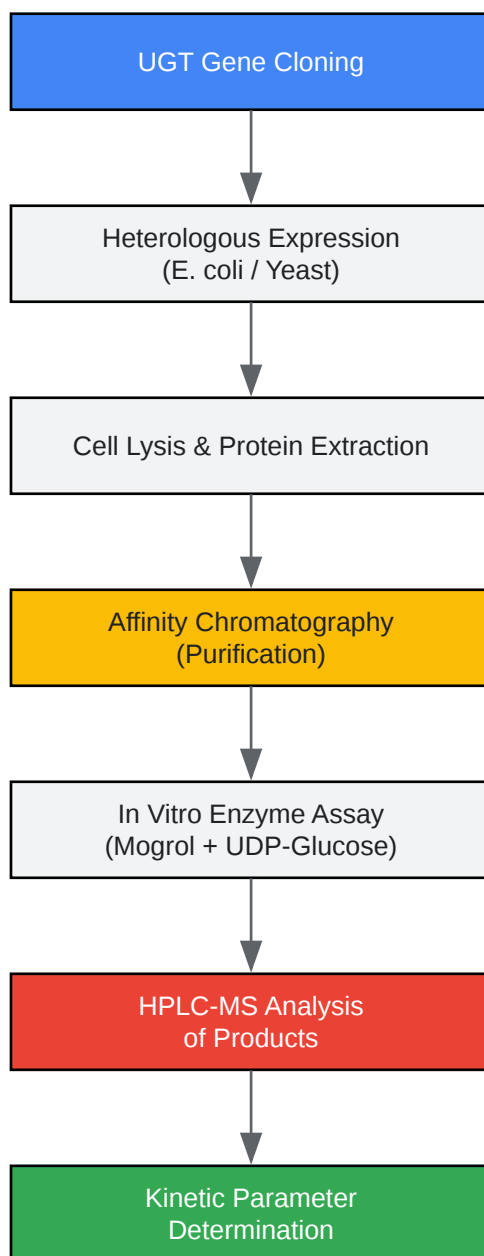 UGT Gene Cloning
Heterologous Expression
(E. coli / Yeast)
Cell Lysis & Protein Extraction
Affinity Chromatography
(Purification)
In Vitro Enzyme Assay
(Mogrol + UDP-Glucose)
HPLC-MS Analysis
of Products
Kinetic Parameter
Determination